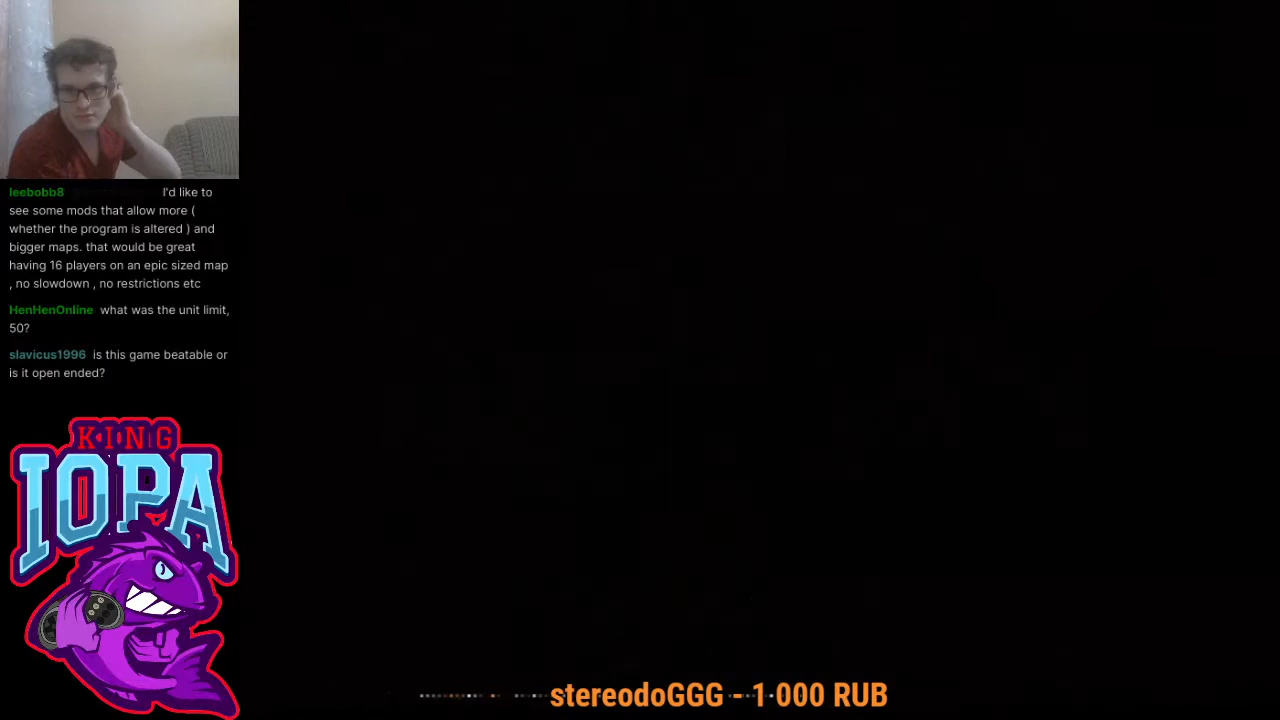 leebobb8 I'd like to
see some mods that allow more (
whether the program is altered ) and
bigger maps. that would be great
having 16 players on an epic sized map
, no slowdown , no restrictions etc
HenHenOnline what was the unit limit,
50?
slavicus1996 is this game beatable or
is it open ended?
KING
IOPA
stereodoGGG - 1 000 RUB